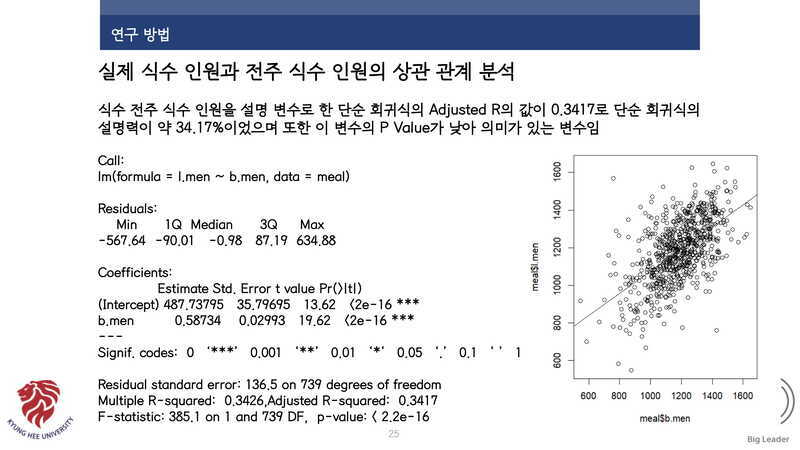 연구 방법
실제 식수 인원과 전주 식수 인원의 상관 관계 분석
식수 전주 식수 인원을 설명 변수로 한 단순 회귀식의 Adjusted R의 값이 0.3417로 단순 회귀식의
설명력이 약 34.17%이었으며 또한 이 변수의 P Value가 낮아 의미가 있는 변수임
Call:
lm(formula = l.men ~ b.men, data = meal)
Residuals:
Min 1Q Median 3Q Max
-567.64 -90.01 -0.98 87.19 634.88
Coefficients:
Estimate Std. Error t value Pr(>|t|)
(Intercept) 487.73795 35.79695 13.62 <2e-16 ***
b.men 0.58734 0.02993 19.62 <2e-16 ***
---
Signif. codes: 0 ‘***’ 0.001 ‘**’ 0.01 ‘*’ 0.05 ‘.’ 0.1 ‘ ’ 1
Residual standard error: 136.5 on 739 degrees of freedom
Multiple R-squared: 0.3426,Adjusted R-squared: 0.3417
F-statistic: 385.1 on 1 and 739 DF, p-value: < 2.2e-16
meal$l.men
600 800 1000 1200 1400 1600
600 800 1000 1200 1400 1600
meal$b.men
KYUNG HEE UNIVERSITY
25
Big Leader